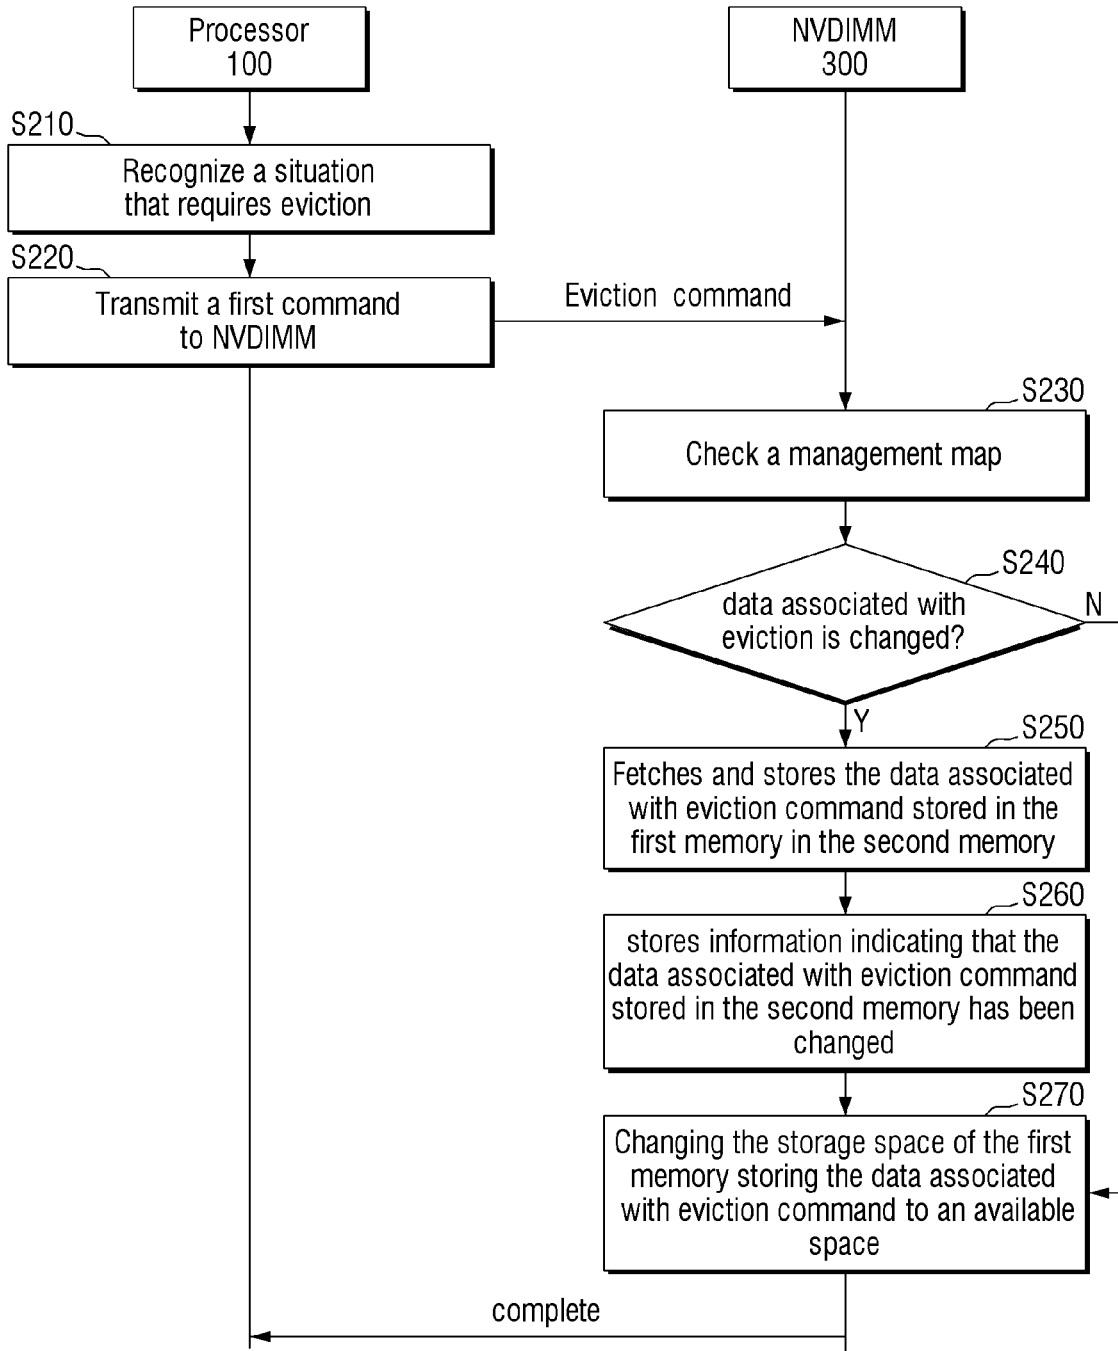 Processor
100
NVDIMM
300
S210
Recognize a situation
that requires eviction
S220
Transmit a first command
to NVDIMM
Eviction command
S230
Check a management map
S240
data associated with
eviction is changed?
N
Y
S250
Fetches and stores the data associated
with eviction command stored in the
first memory in the second memory
S260
stores information indicating that the
data associated with eviction command
stored in the second memory has been
changed
S270
Changing the storage space of the first
memory storing the data associated
with eviction command to an available
space
complete